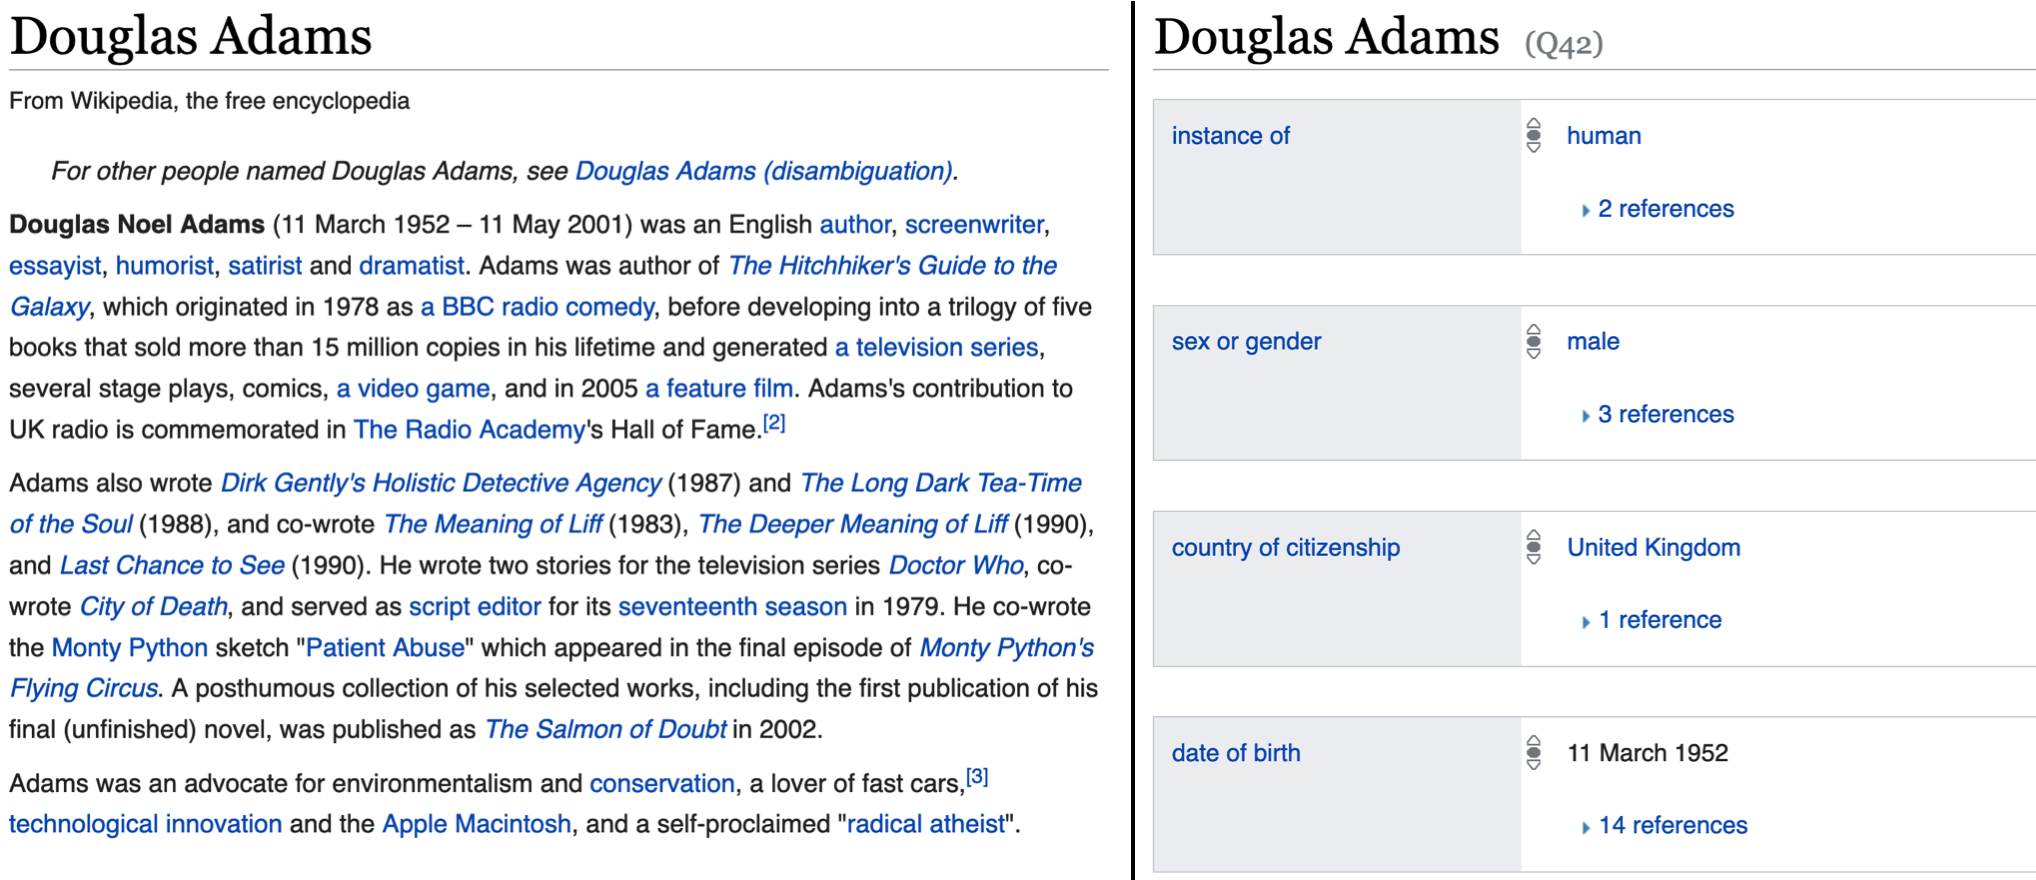 Douglas Adams
From Wikipedia, the free encyclopedia
For other people named Douglas Adams, see Douglas Adams (disambiguation).
Douglas Noel Adams (11 March 1952 – 11 May 2001) was an English author, screenwriter,
essayist, humorist, satirist and dramatist. Adams was author of The Hitchhiker's Guide to the
Galaxy, which originated in 1978 as a BBC radio comedy, before developing into a trilogy of five
books that sold more than 15 million copies in his lifetime and generated a television series,
several stage plays, comics, a video game, and in 2005 a feature film. Adams's contribution to
UK radio is commemorated in The Radio Academy's Hall of Fame.[2]
Adams also wrote Dirk Gently's Holistic Detective Agency (1987) and The Long Dark Tea-Time
of the Soul (1988), and co-wrote The Meaning of Liff (1983), The Deeper Meaning of Liff (1990),
and Last Chance to See (1990). He wrote two stories for the television series Doctor Who, co-
wrote City of Death, and served as script editor for its seventeenth season in 1979. He co-wrote
the Monty Python sketch "Patient Abuse" which appeared in the final episode of Monty Python's
Flying Circus. A posthumous collection of his selected works, including the first publication of his
final (unfinished) novel, was published as The Salmon of Doubt in 2002.
Adams was an advocate for environmentalism and conservation, a lover of fast cars,[3]
technological innovation and the Apple Macintosh, and a self-proclaimed "radical atheist".
Douglas Adams (Q42)
instance of
human
2 references
sex or gender
male
3 references
country of citizenship
United Kingdom
1 reference
date of birth
11 March 1952
14 references